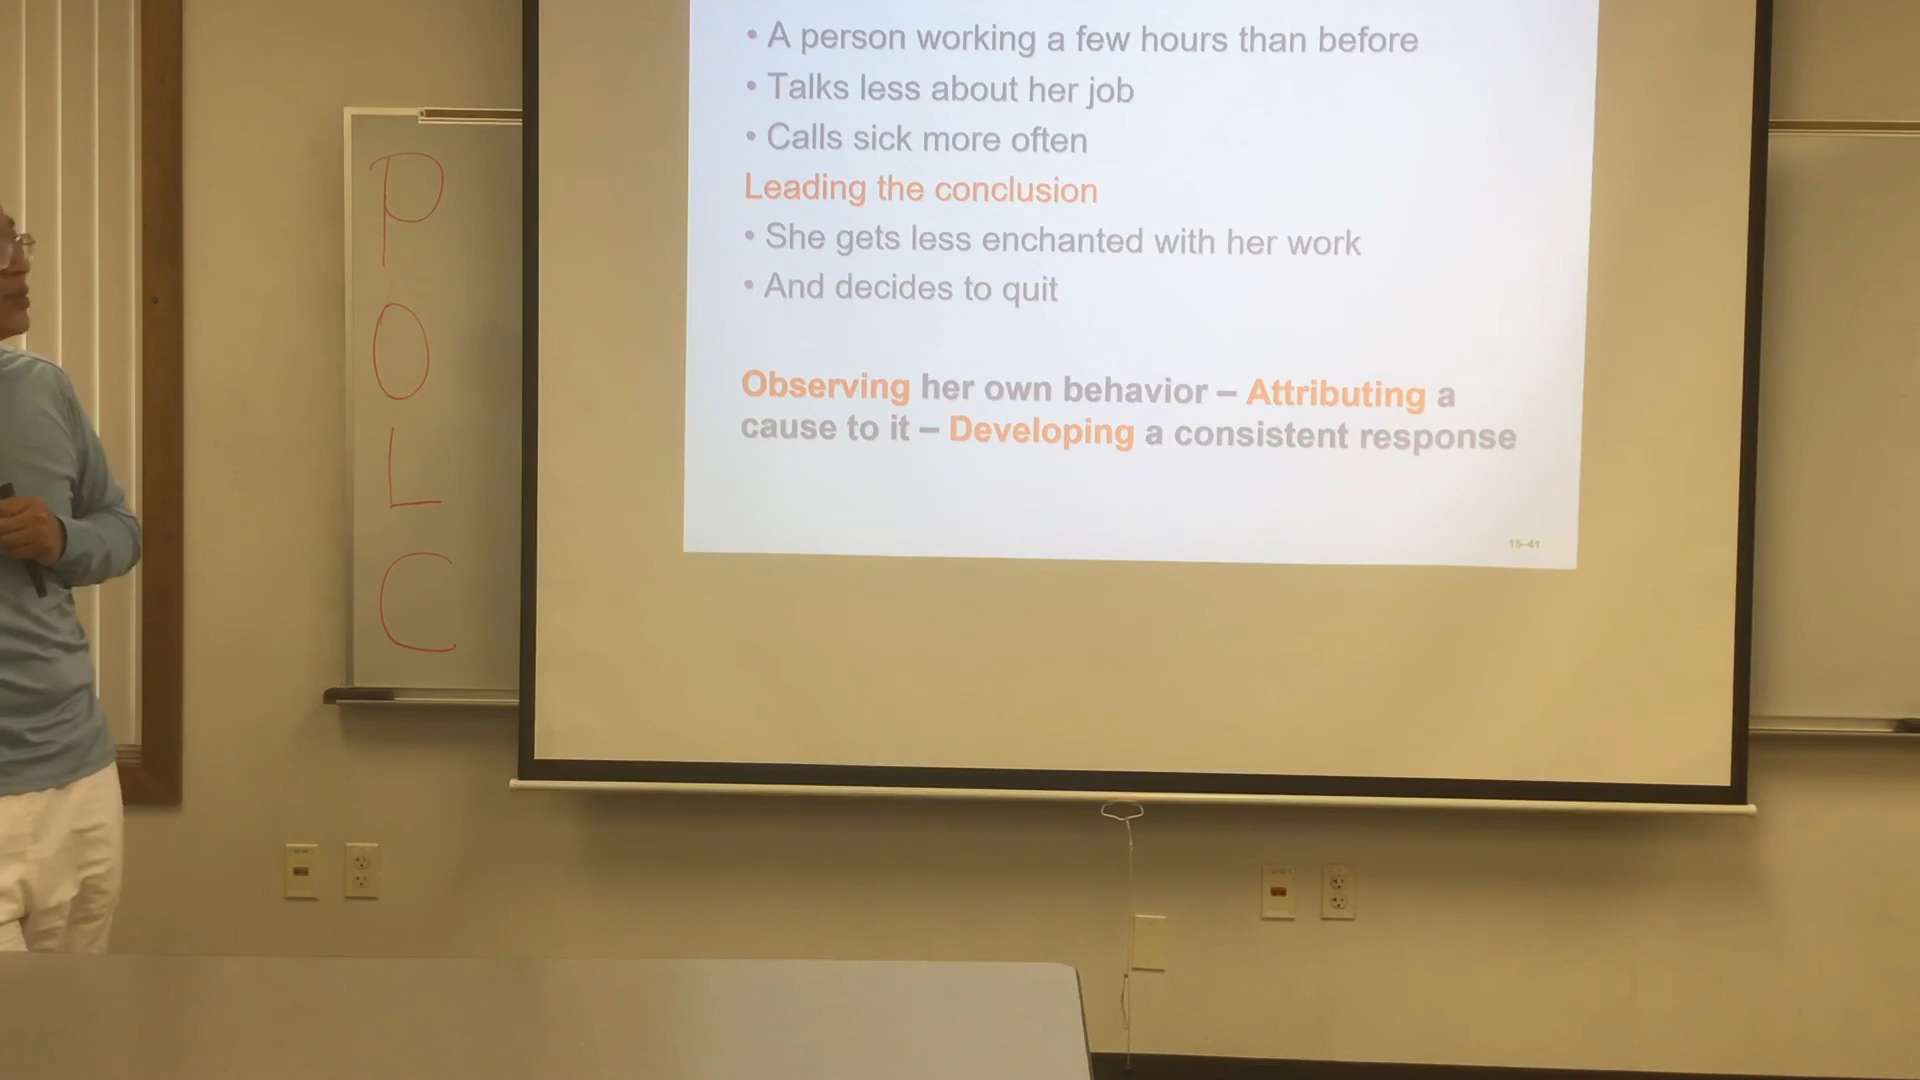 P
O
L
C
• A person working a few hours than before
• Talks less about her job
• Calls sick more often
Leading the conclusion
• She gets less enchanted with her work
• And decides to quit
Observing her own behavior – Attributing a
cause to it – Developing a consistent response
15-41